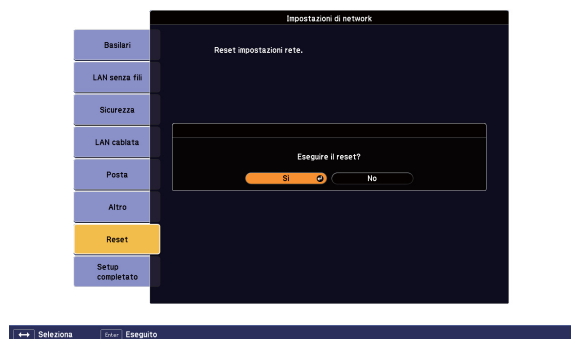 Impostazioni di network
Basilari
LAN senza fili
Sicurezza
LAN cablata
Posta
Altro
Reset
Setup
completato
Reset impostazioni rete.
Eseguire il reset?
Sì No
Seleziona Enter Eseguito